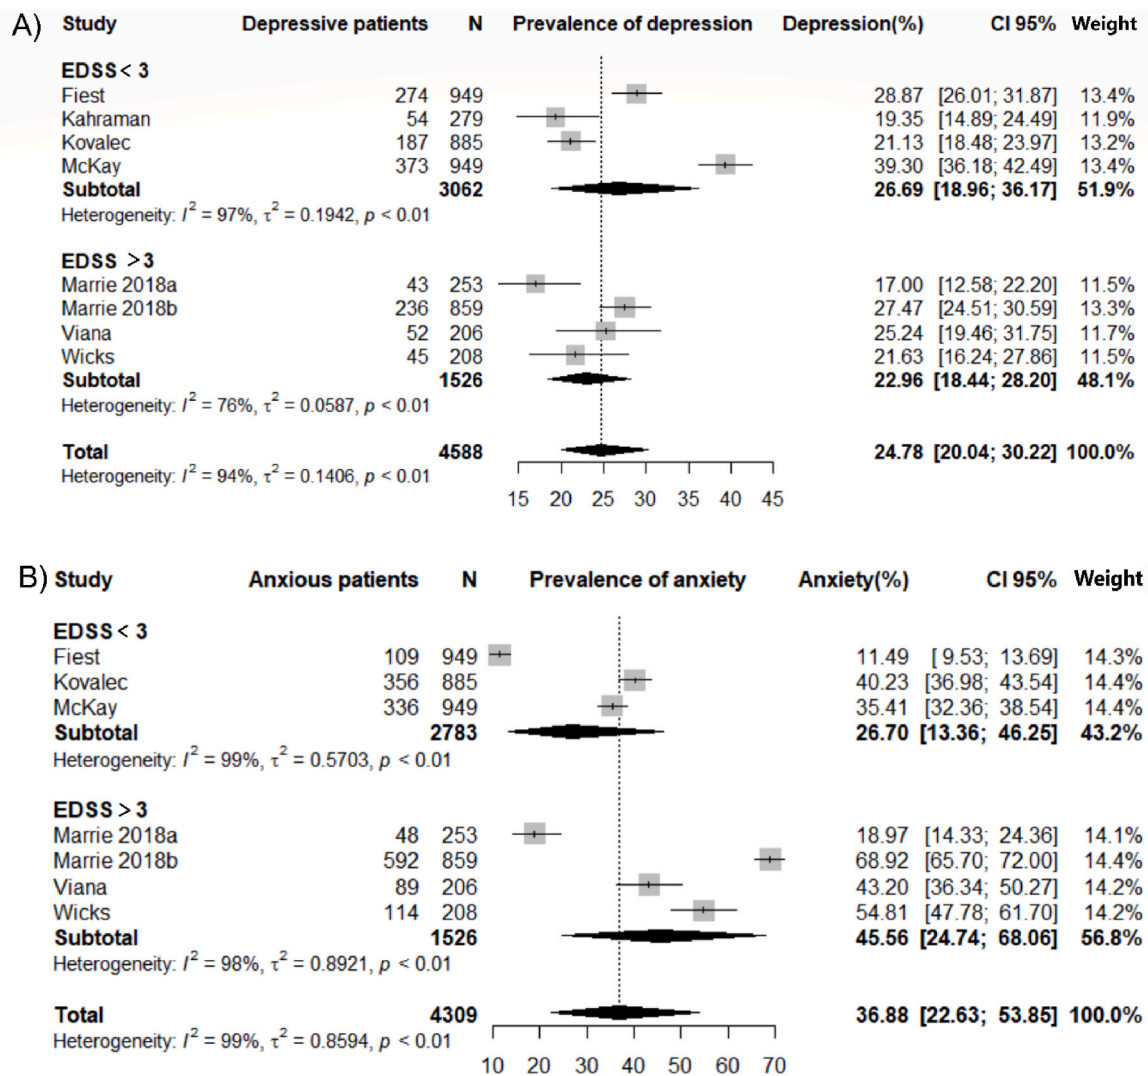 A) Study Depressive patients N Prevalence of depression Depression(%) CI 95% Weight
EDSS < 3
Fiest 274 949 28.87 [26.01; 31.87] 13.4%
Kahraman 54 279 19.35 [14.89; 24.49] 11.9%
Kovalec 187 885 21.13 [18.48; 23.97] 13.2%
McKay 373 949 39.30 [36.18; 42.49] 13.4%
Subtotal 3062 26.69 [18.96; 36.17] 51.9%
Heterogeneity: I² = 97%, τ² = 0.1942, p < 0.01
EDSS > 3
Marrie 2018a 43 253 17.00 [12.58; 22.20] 11.5%
Marrie 2018b 236 859 27.47 [24.51; 30.59] 13.3%
Viana 52 206 25.24 [19.46; 31.75] 11.7%
Wicks 45 208 21.63 [16.24; 27.86] 11.5%
Subtotal 1526 22.96 [18.44; 28.20] 48.1%
Heterogeneity: I² = 76%, τ² = 0.0587, p < 0.01
Total 4588 24.78 [20.04; 30.22] 100.0%
Heterogeneity: I² = 94%, τ² = 0.1406, p < 0.01
15 20 25 30 35 40 45
B) Study Anxious patients N Prevalence of anxiety Anxiety(%) CI 95% Weight
EDSS < 3
Fiest 109 949 11.49 [ 9.53; 13.69] 14.3%
Kovalec 356 885 40.23 [36.98; 43.54] 14.4%
McKay 336 949 35.41 [32.36; 38.54] 14.4%
Subtotal 2783 26.70 [13.36; 46.25] 43.2%
Heterogeneity: I² = 99%, τ² = 0.5703, p < 0.01
EDSS > 3
Marrie 2018a 48 253 18.97 [14.33; 24.36] 14.1%
Marrie 2018b 592 859 68.92 [65.70; 72.00] 14.4%
Viana 89 206 43.20 [36.34; 50.27] 14.2%
Wicks 114 208 54.81 [47.78; 61.70] 14.2%
Subtotal 1526 45.56 [24.74; 68.06] 56.8%
Heterogeneity: I² = 98%, τ² = 0.8921, p < 0.01
Total 4309 36.88 [22.63; 53.85] 100.0%
Heterogeneity: I² = 99%, τ² = 0.8594, p < 0.01
10 20 30 40 50 60 70